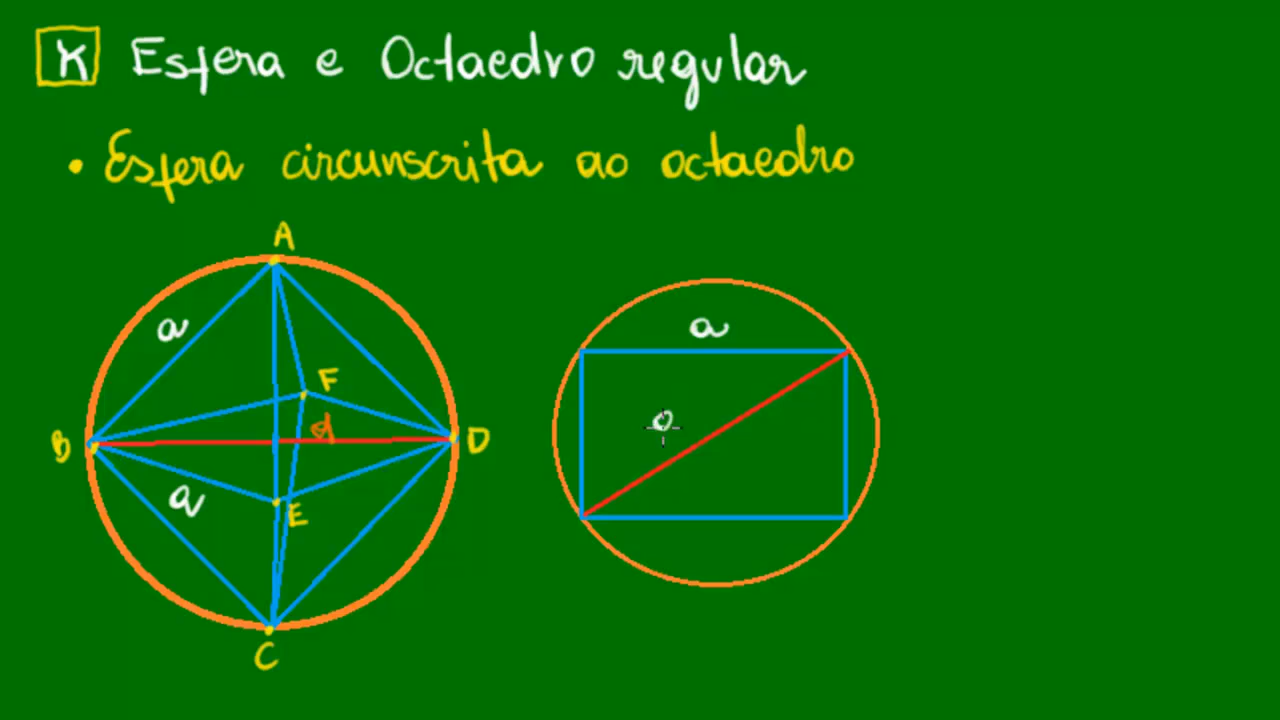 K Esfera e Octaedro regular
• Esfera circunscrita ao octaedro
A
a
a
F
d
B
D
a
E
C